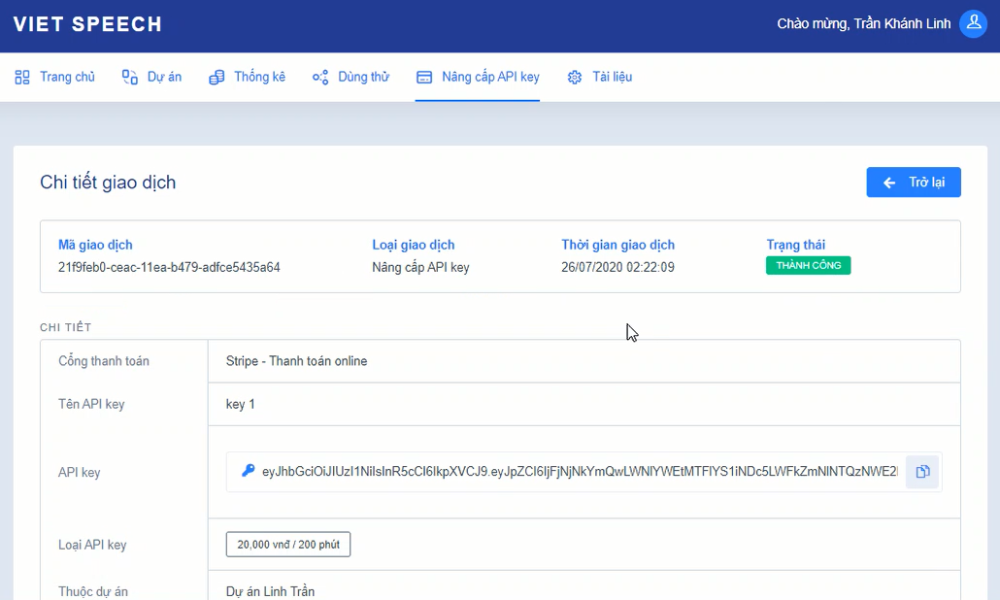 VIET SPEECH
Chào mừng, Trần Khánh Linh
Trang chủ Dự án Thống kê Dùng thử Nâng cấp API key Tài liệu
Chi tiết giao dịch
Trở lại
Mã giao dịch Loại giao dịch Thời gian giao dịch Trạng thái
21f9feb0-ceac-11ea-b479-adfce5435a64 Nâng cấp API key 26/07/2020 02:22:09 THÀNH CÔNG
CHI TIẾT
Cổng thanh toán Stripe - Thanh toán online
Tên API key key 1
API key
Loại API key 20,000 vnđ / 200 phút
Thuộc dự án Dự án Linh Trần